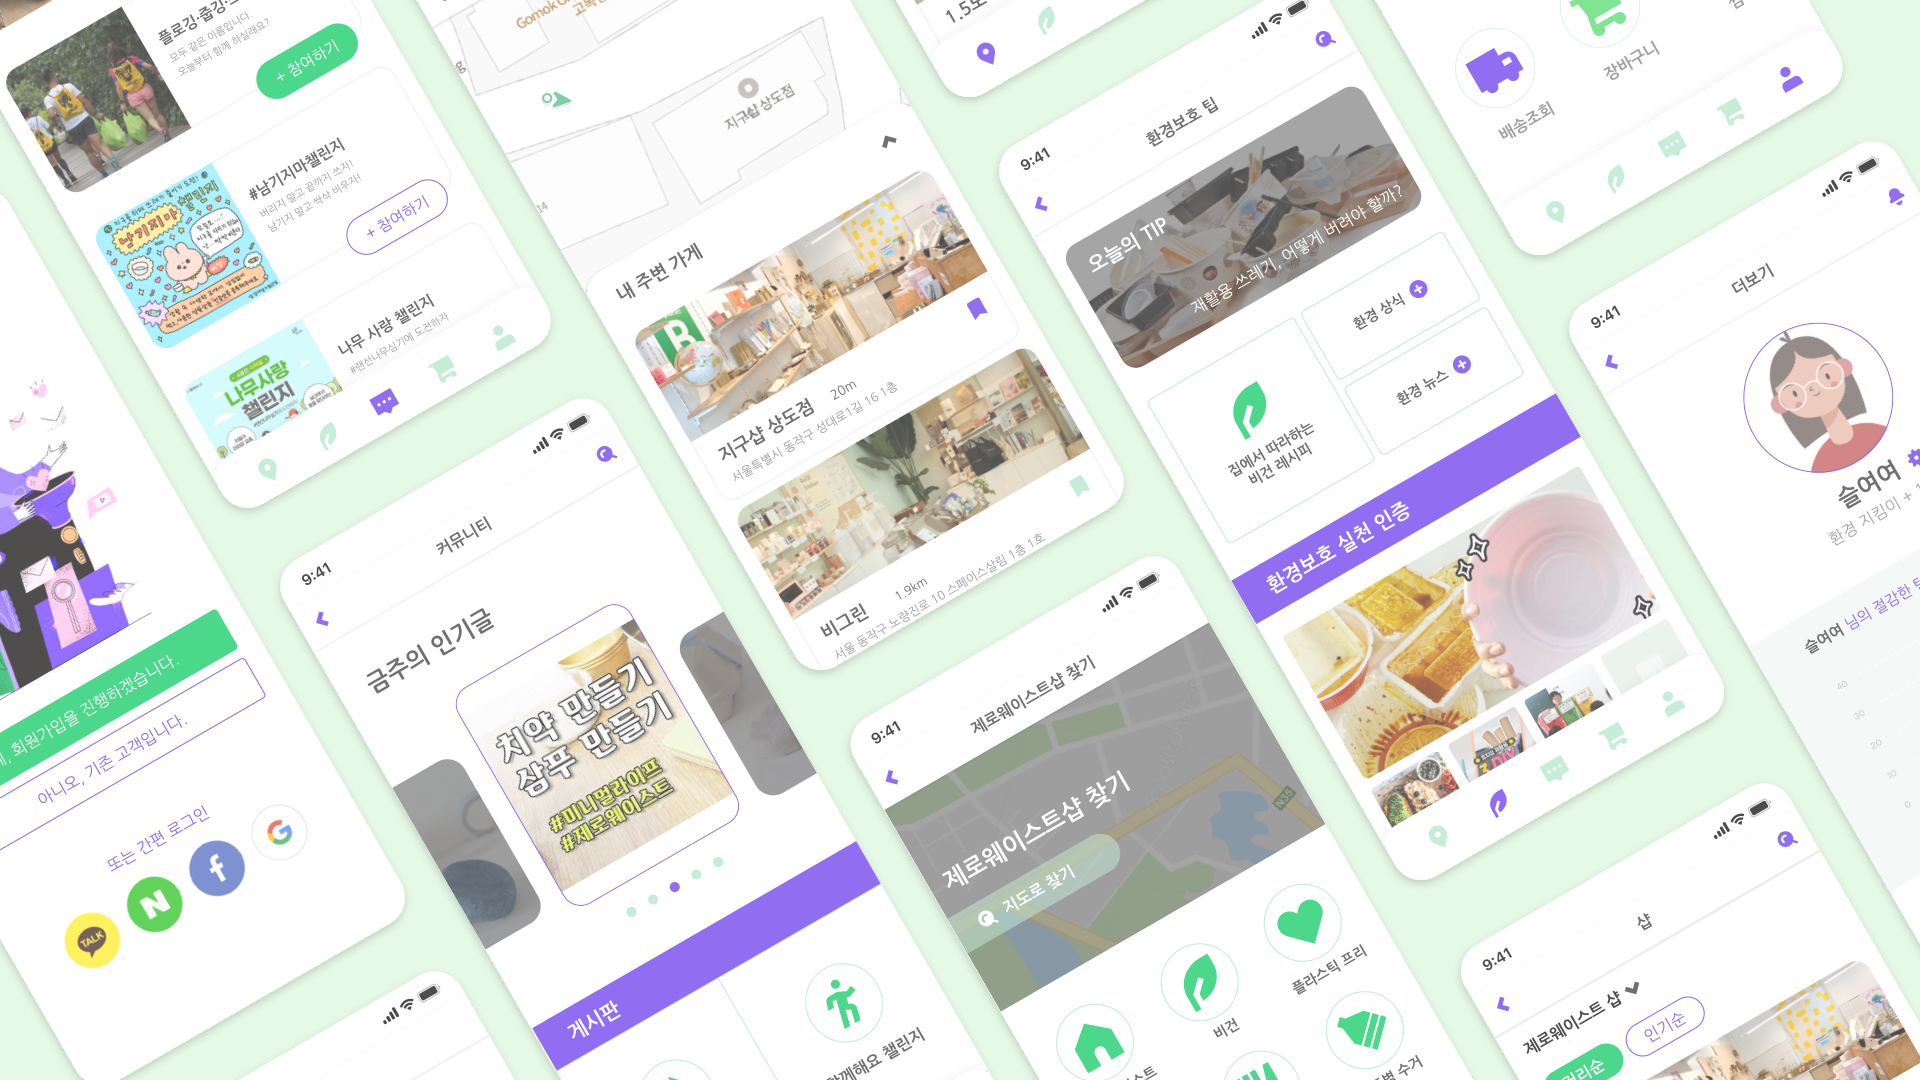 플로깅·줍깅·
모두 같은 이름입니다.
오늘부터 함께 하실래요?
+ 참여하기
#남기지마챌린지
버리지 말고 끝까지 쓰자!
남기지 말고 싹싹 비우자!
+ 참여하기
남기지마 챌린지
나무 사랑 챌린지
#랜선나무심기에 도전하자
나무사랑
챌린지
회원가입을 진행하겠습니다.
아니오, 기존 고객입니다.
또는 간편 로그인
TALK
N
f
G
9:41
커뮤니티
금주의 인기글
치약 만들기
샴푸 만들기
#미니멀라이프
#제로웨이스트
게시판
챌린지
Gomok
지구샵 상도점
14
내 주변 가게
B
지구샵 상도점
20m
서울특별시 동작구 성대로1길 16 1층
비그린
1.9km
서울 동작구 노량진로 10 스페이스살림 1층 1호
9:41
제로웨이스트샵 찾기
제로웨이스트샵 찾기
지도로 찾기
N35
플라스틱 프리
비건
수거
9:41
환경보호 팁
오늘의 TIP
재활용 쓰레기, 어떻게 버려야 할까?
환경 상식
환경 뉴스
집에서 따라하는
비건 레시피
환경보호 실천 인증
DIY
장바구니
배송조회
9:41
더보기
슬여여
환경 지킴이 + 1
슬여여 님의 절감한
40
30
20
10
0
9:41
샵
제로웨이스트 샵
인기순
거리순